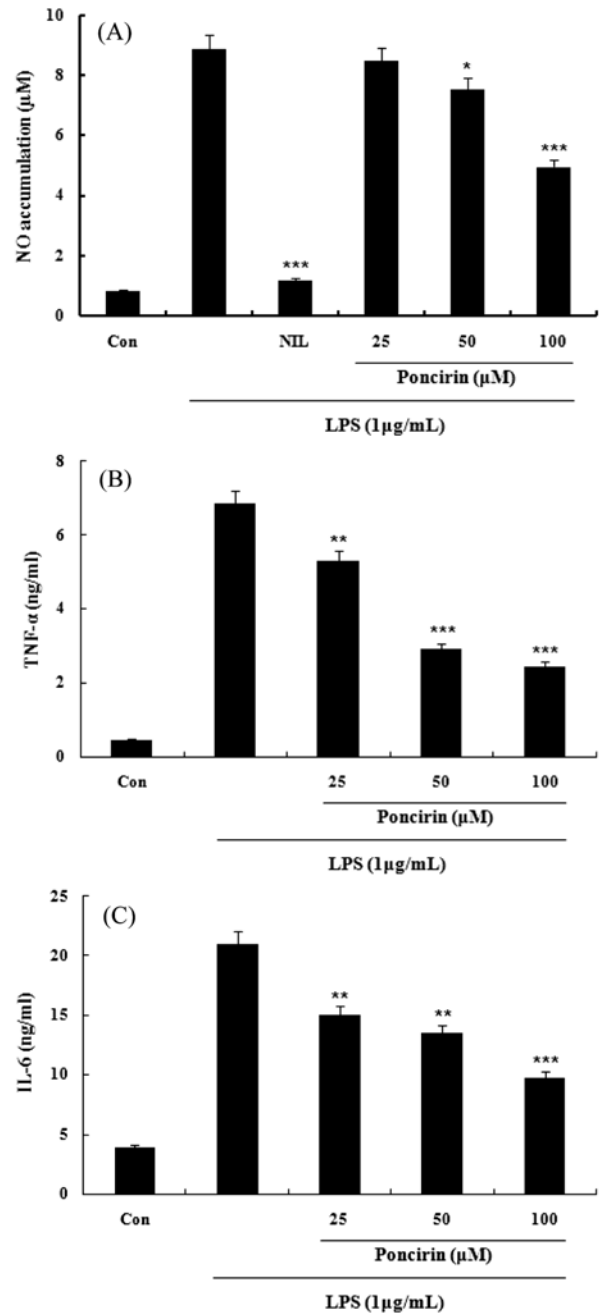 (A)
NO accumulation (µM)
10
8
6
4
2
0
*
***
***
Con NIL 25 50 100
Poncirin (µM)
LPS (1µg/mL)
(B)
TNF-α (ng/ml)
8
6
4
2
0
**
***
***
Con 25 50 100
Poncirin (µM)
LPS (1µg/mL)
(C)
IL-6 (ng/ml)
25
20
15
10
5
0
**
**
***
Con 25 50 100
Poncirin (µM)
LPS (1µg/mL)